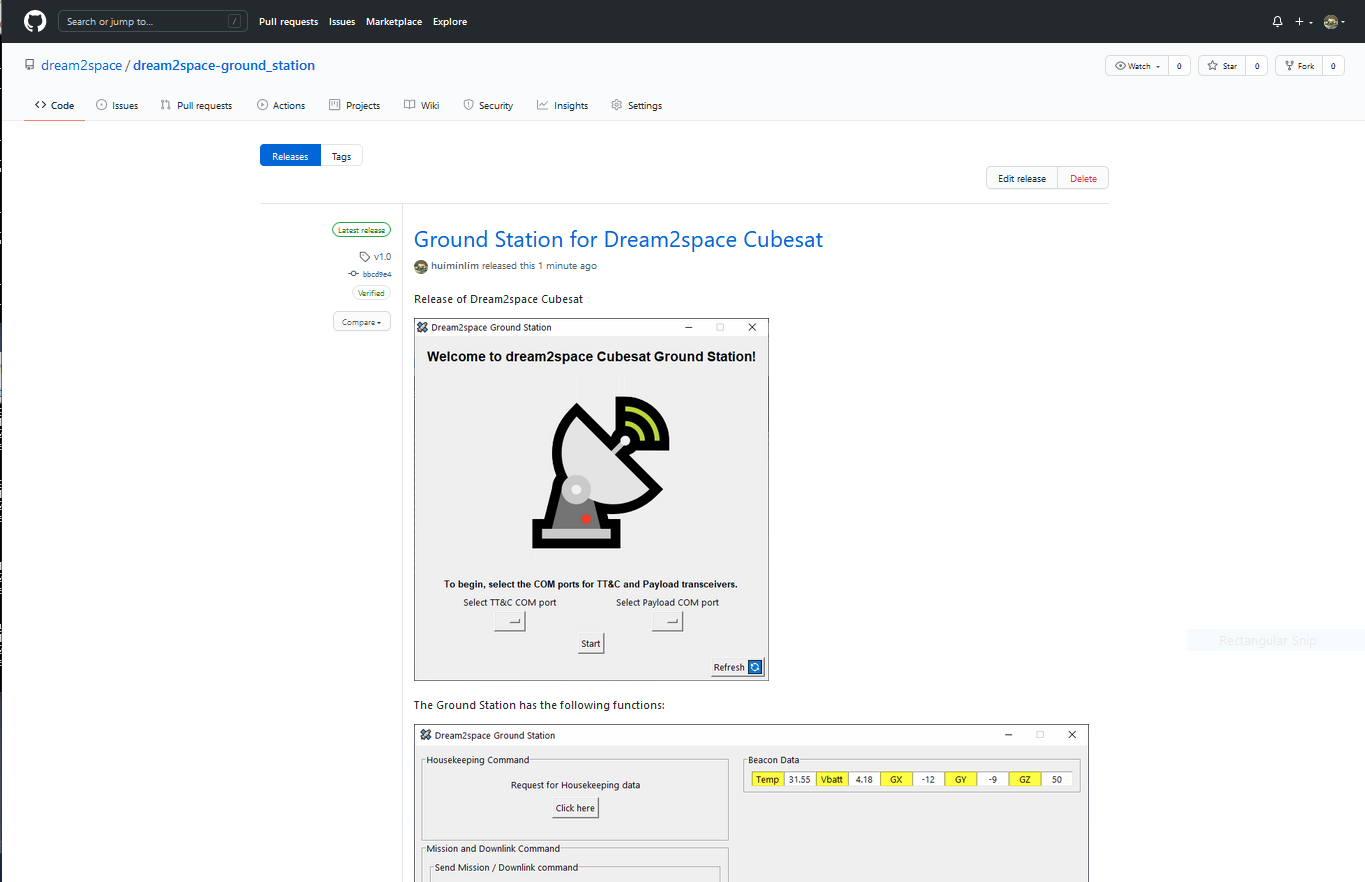 Search or jump to... / Pull requests Issues Marketplace Explore
dream2space / dream2space-ground_station Watch 0 Star 0 Fork 0
Code Issues Pull requests Actions Projects Wiki Security Insights Settings
Releases Tags
Edit release Delete
Latest release
v1.0
bbcd9e4
Verified
Compare
Ground Station for Dream2space Cubesat
huiminlim released this 1 minute ago
Release of Dream2space Cubesat
Dream2space Ground Station
Welcome to dream2space Cubesat Ground Station!
To begin, select the COM ports for TT&C and Payload transceivers.
Select TT&C COM port Select Payload COM port
Start
Refresh
Rectangular Snip
The Ground Station has the following functions:
Dream2space Ground Station
Housekeeping Command
Request for Housekeeping data
Click here
Beacon Data
Temp 31.55 Vbatt 4.18 GX -12 GY -9 GZ 50
Mission and Downlink Command
Send Mission / Downlink command